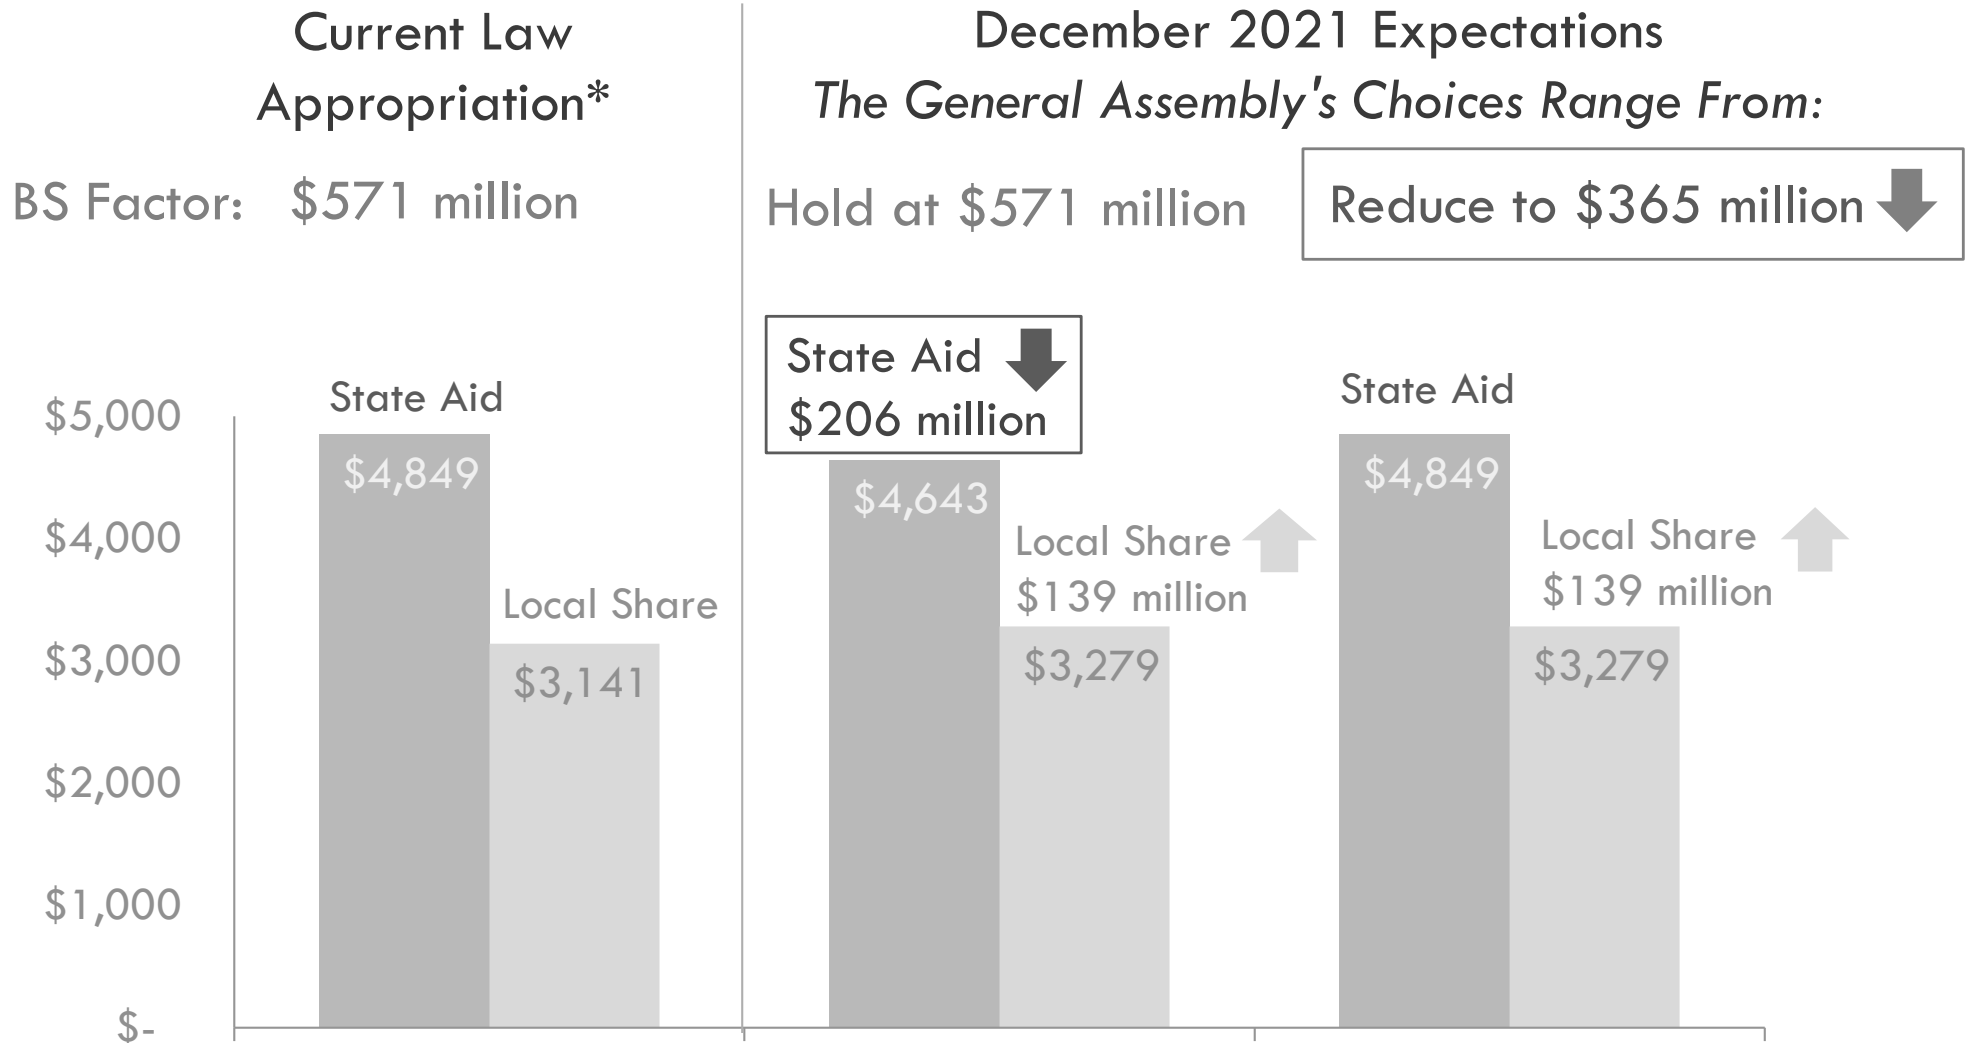 Current Law
Appropriation*
December 2021 Expectations
The General Assembly's Choices Range From:
BS Factor: $571 million
Hold at $571 million
Reduce to $365 million
State Aid
$206 million
State Aid
State Aid
$5,000
$4,000
$3,000
$2,000
$1,000
$-
$4,849
Local Share
$3,141
$4,643
Local Share
$139 million
$3,279
$4,849
Local Share
$139 million
$3,279